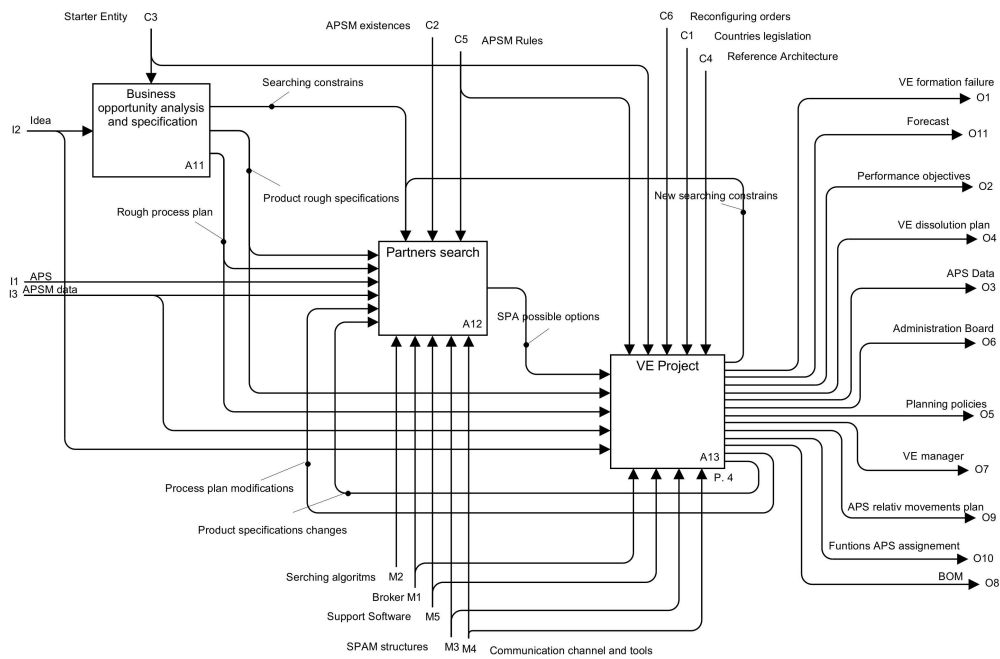 Starter Entity C3
APSM existences C2
C5 APSM Rules
C6 Reconfiguring orders
C1 Countries legislation
C4 Reference Architecture
Searching constrains
Business
opportunity analysis
and specification
A11
I2 Idea
VE formation failure
O1
Forecast
O11
Performance objectives
O2
VE dissolution plan
O4
APS Data
O3
Administration Board
O6
Planning policies
O5
VE manager
O7
APS relativ movements plan
O9
Funtions APS assignement
O10
BOM
O8
Product rough specifications
New searching constrains
Rough process plan
Partners search
A12
I1 APS
I3 APSM data
SPA possible options
VE Project
A13
P. 4
Process plan modifications
Product specifications changes
Serching algoritms M2
Broker M1
Support Software M5
SPAM structures M3
M4 Communication channel and tools